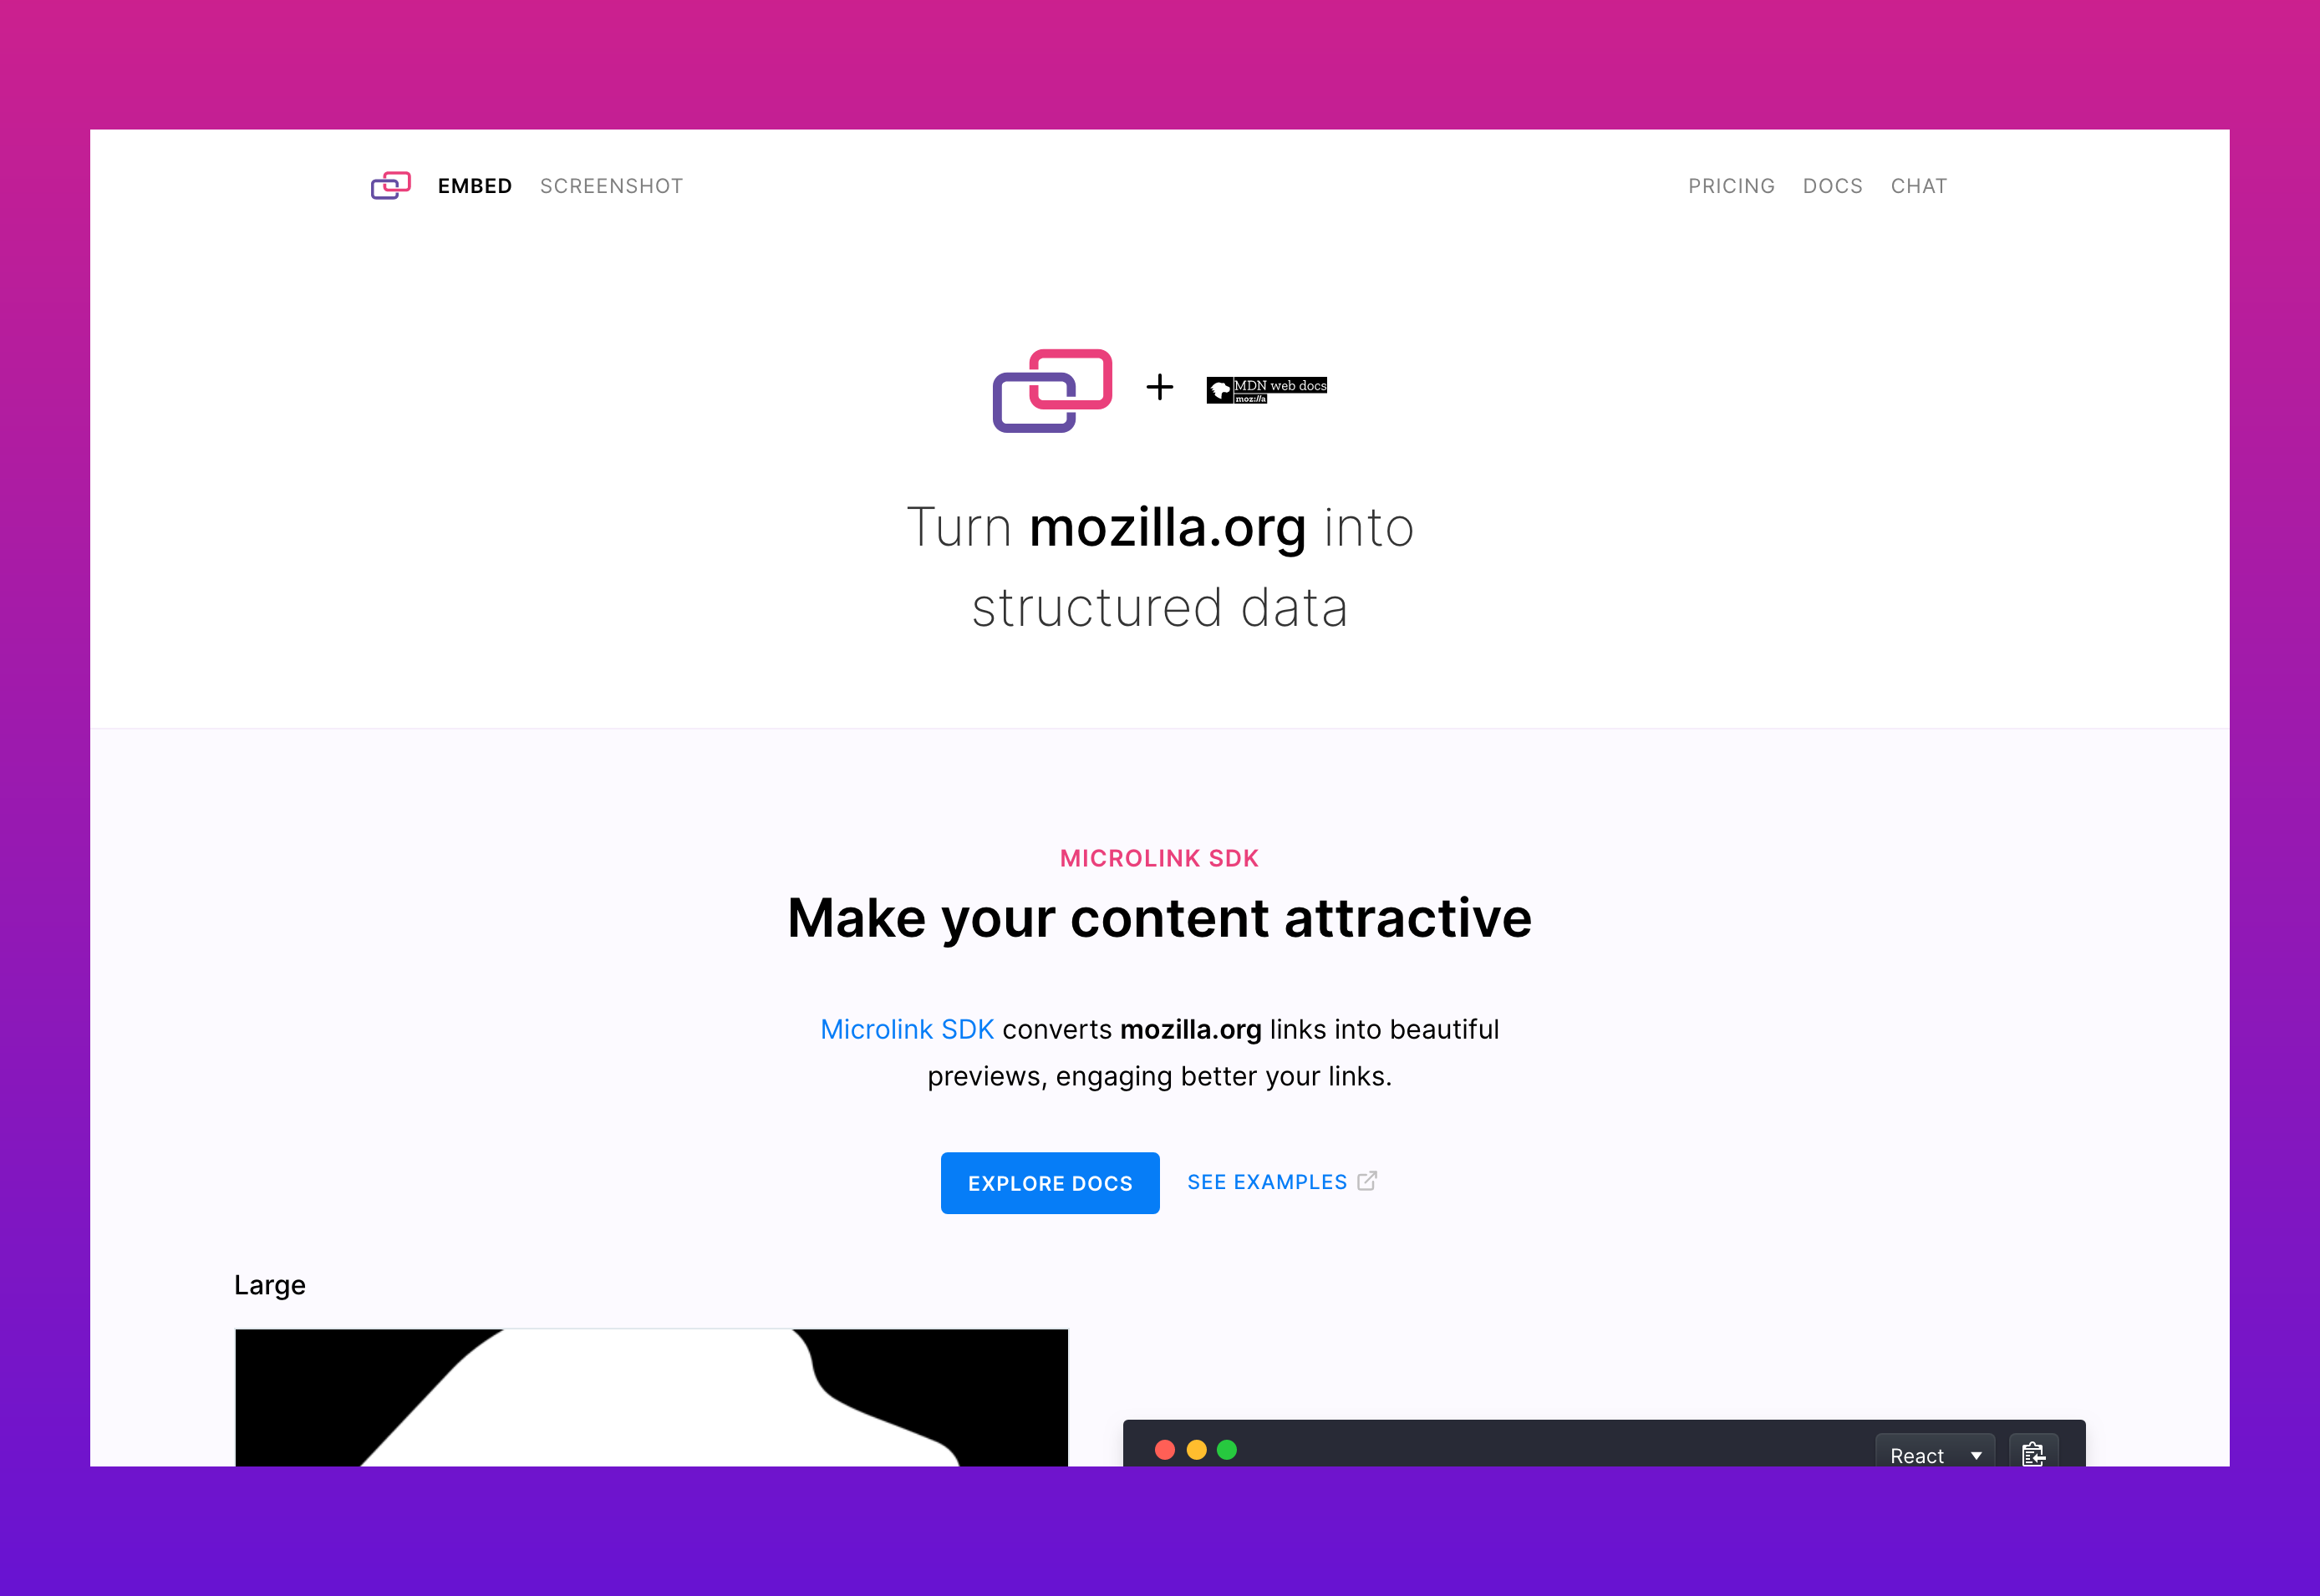 EMBED SCREENSHOT PRICING DOCS CHAT
MDN web docs
moz://a
Turn mozilla.org into
structured data
MICROLINK SDK
Make your content attractive
Microlink SDK converts mozilla.org links into beautiful
previews, engaging better your links.
EXPLORE DOCS SEE EXAMPLES
Large
React